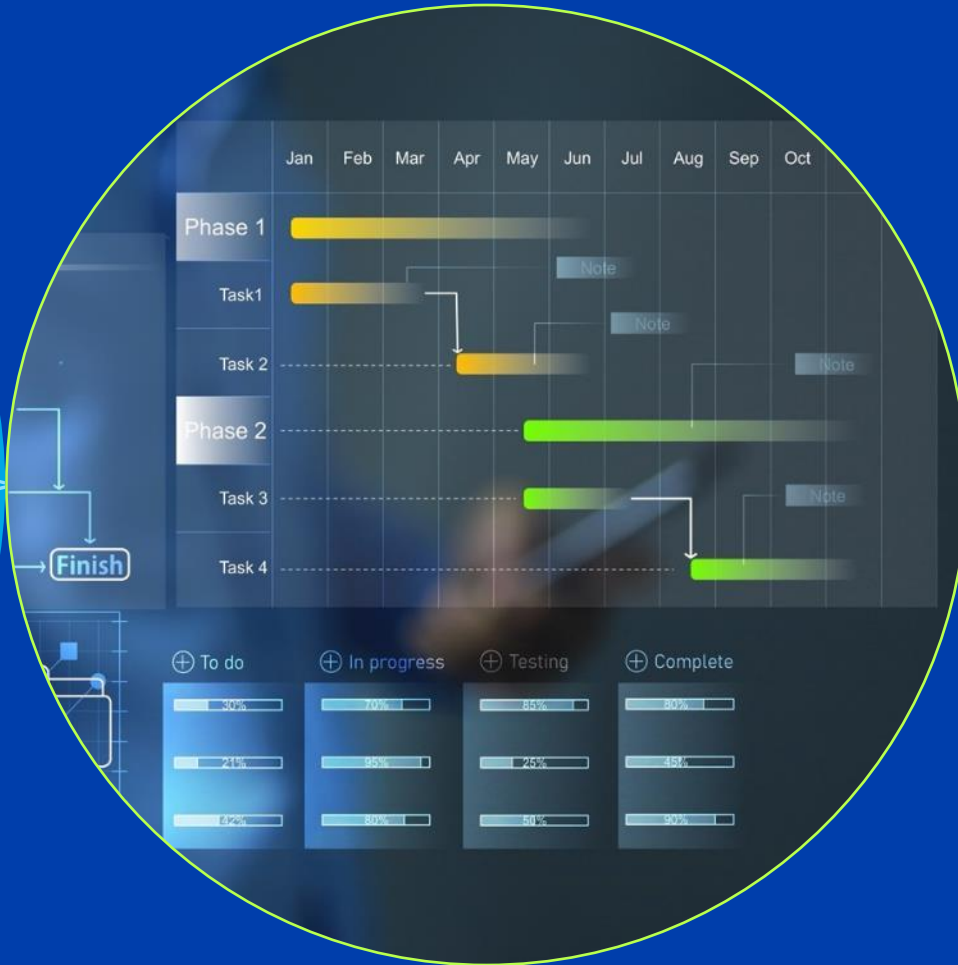 Jan Feb Mar Apr May Jun Jul Aug Sep Oct
Phase 1
Note
Task1
Note
Task 2
Note
Phase 2
Task 3
Note
Finish
Task 4
To do In progress Testing Complete
30% 70% 85% 80%
21% 95% 25% 45%
42% 80% 50% 90%